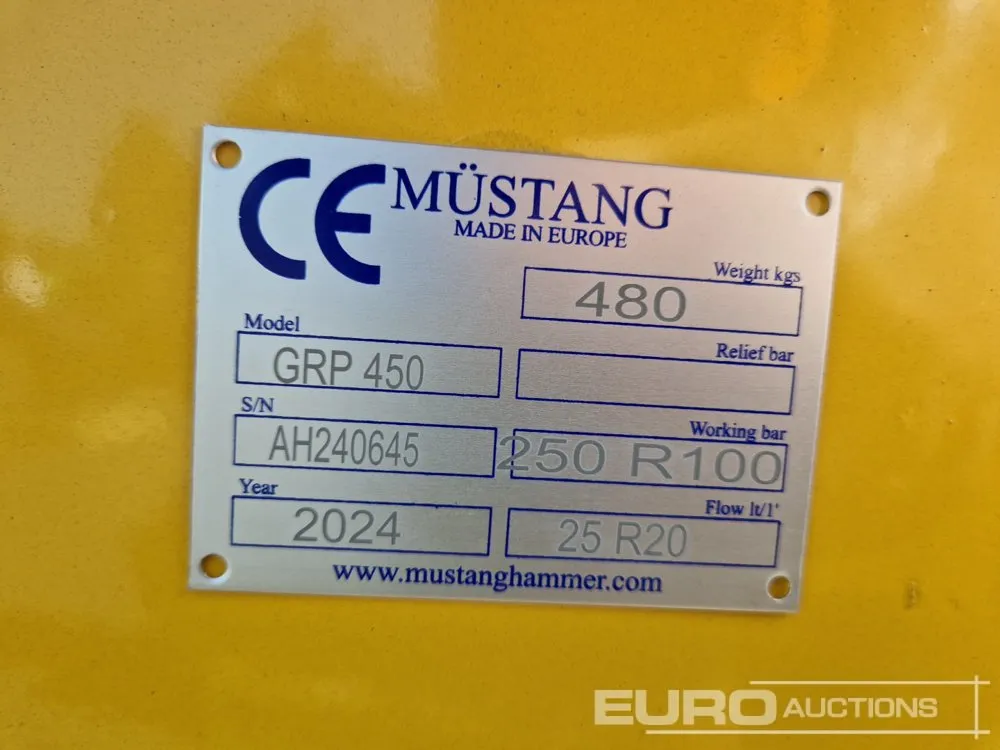 CE MÜSTANG
MADE IN EUROPE
Weight kgs
480
Model
GRP 450
Relief bar
S/N
AH240645
Working bar
250 R100
Year
2024
Flow lt/1'
25 R20
www.mustanghammer.com
EURO AUCTIONS